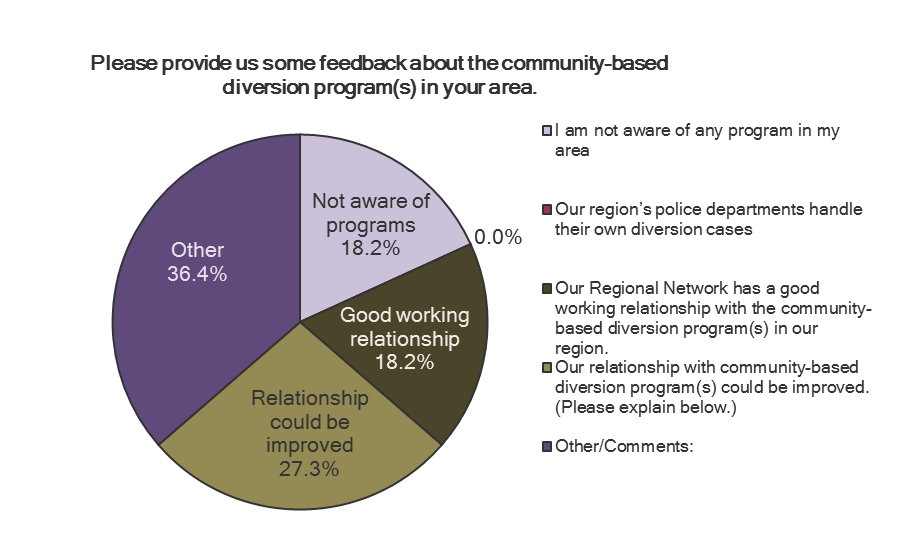 Please provide us some feedback about the community-based
diversion program(s) in your area.
Not aware of
programs
18.2%
0.0%
Good working
relationship
18.2%
Relationship
could be
improved
27.3%
Other
36.4%
I am not aware of any program in my
area
Our region’s police departments handle
their own diversion cases
Our Regional Network has a good
working relationship with the community-
based diversion program(s) in our
region.
Our relationship with community-based
diversion program(s) could be improved.
(Please explain below.)
Other/Comments: